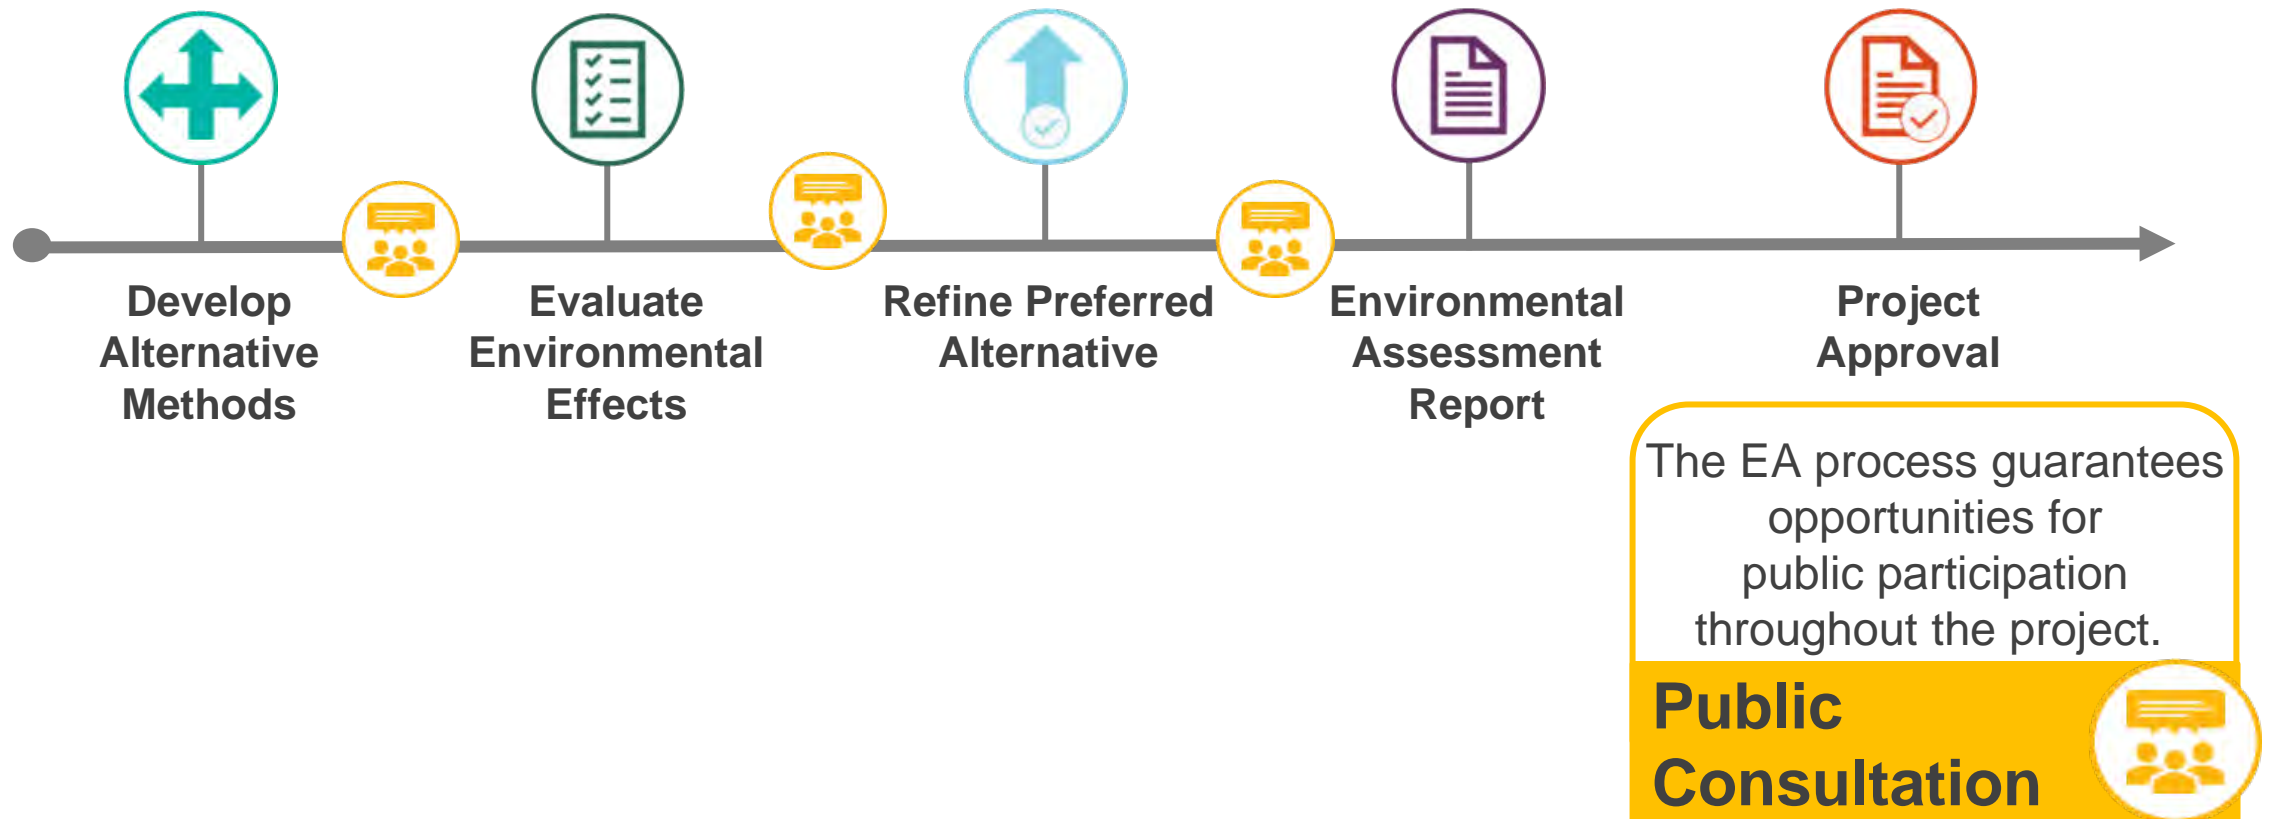 Develop
Alternative
Methods
Evaluate
Environmental
Effects
Refine Preferred
Alternative
Environmental
Assessment
Report
Project
Approval
The EA process guarantees
opportunities for
public participation
throughout the project.
Public
Consultation